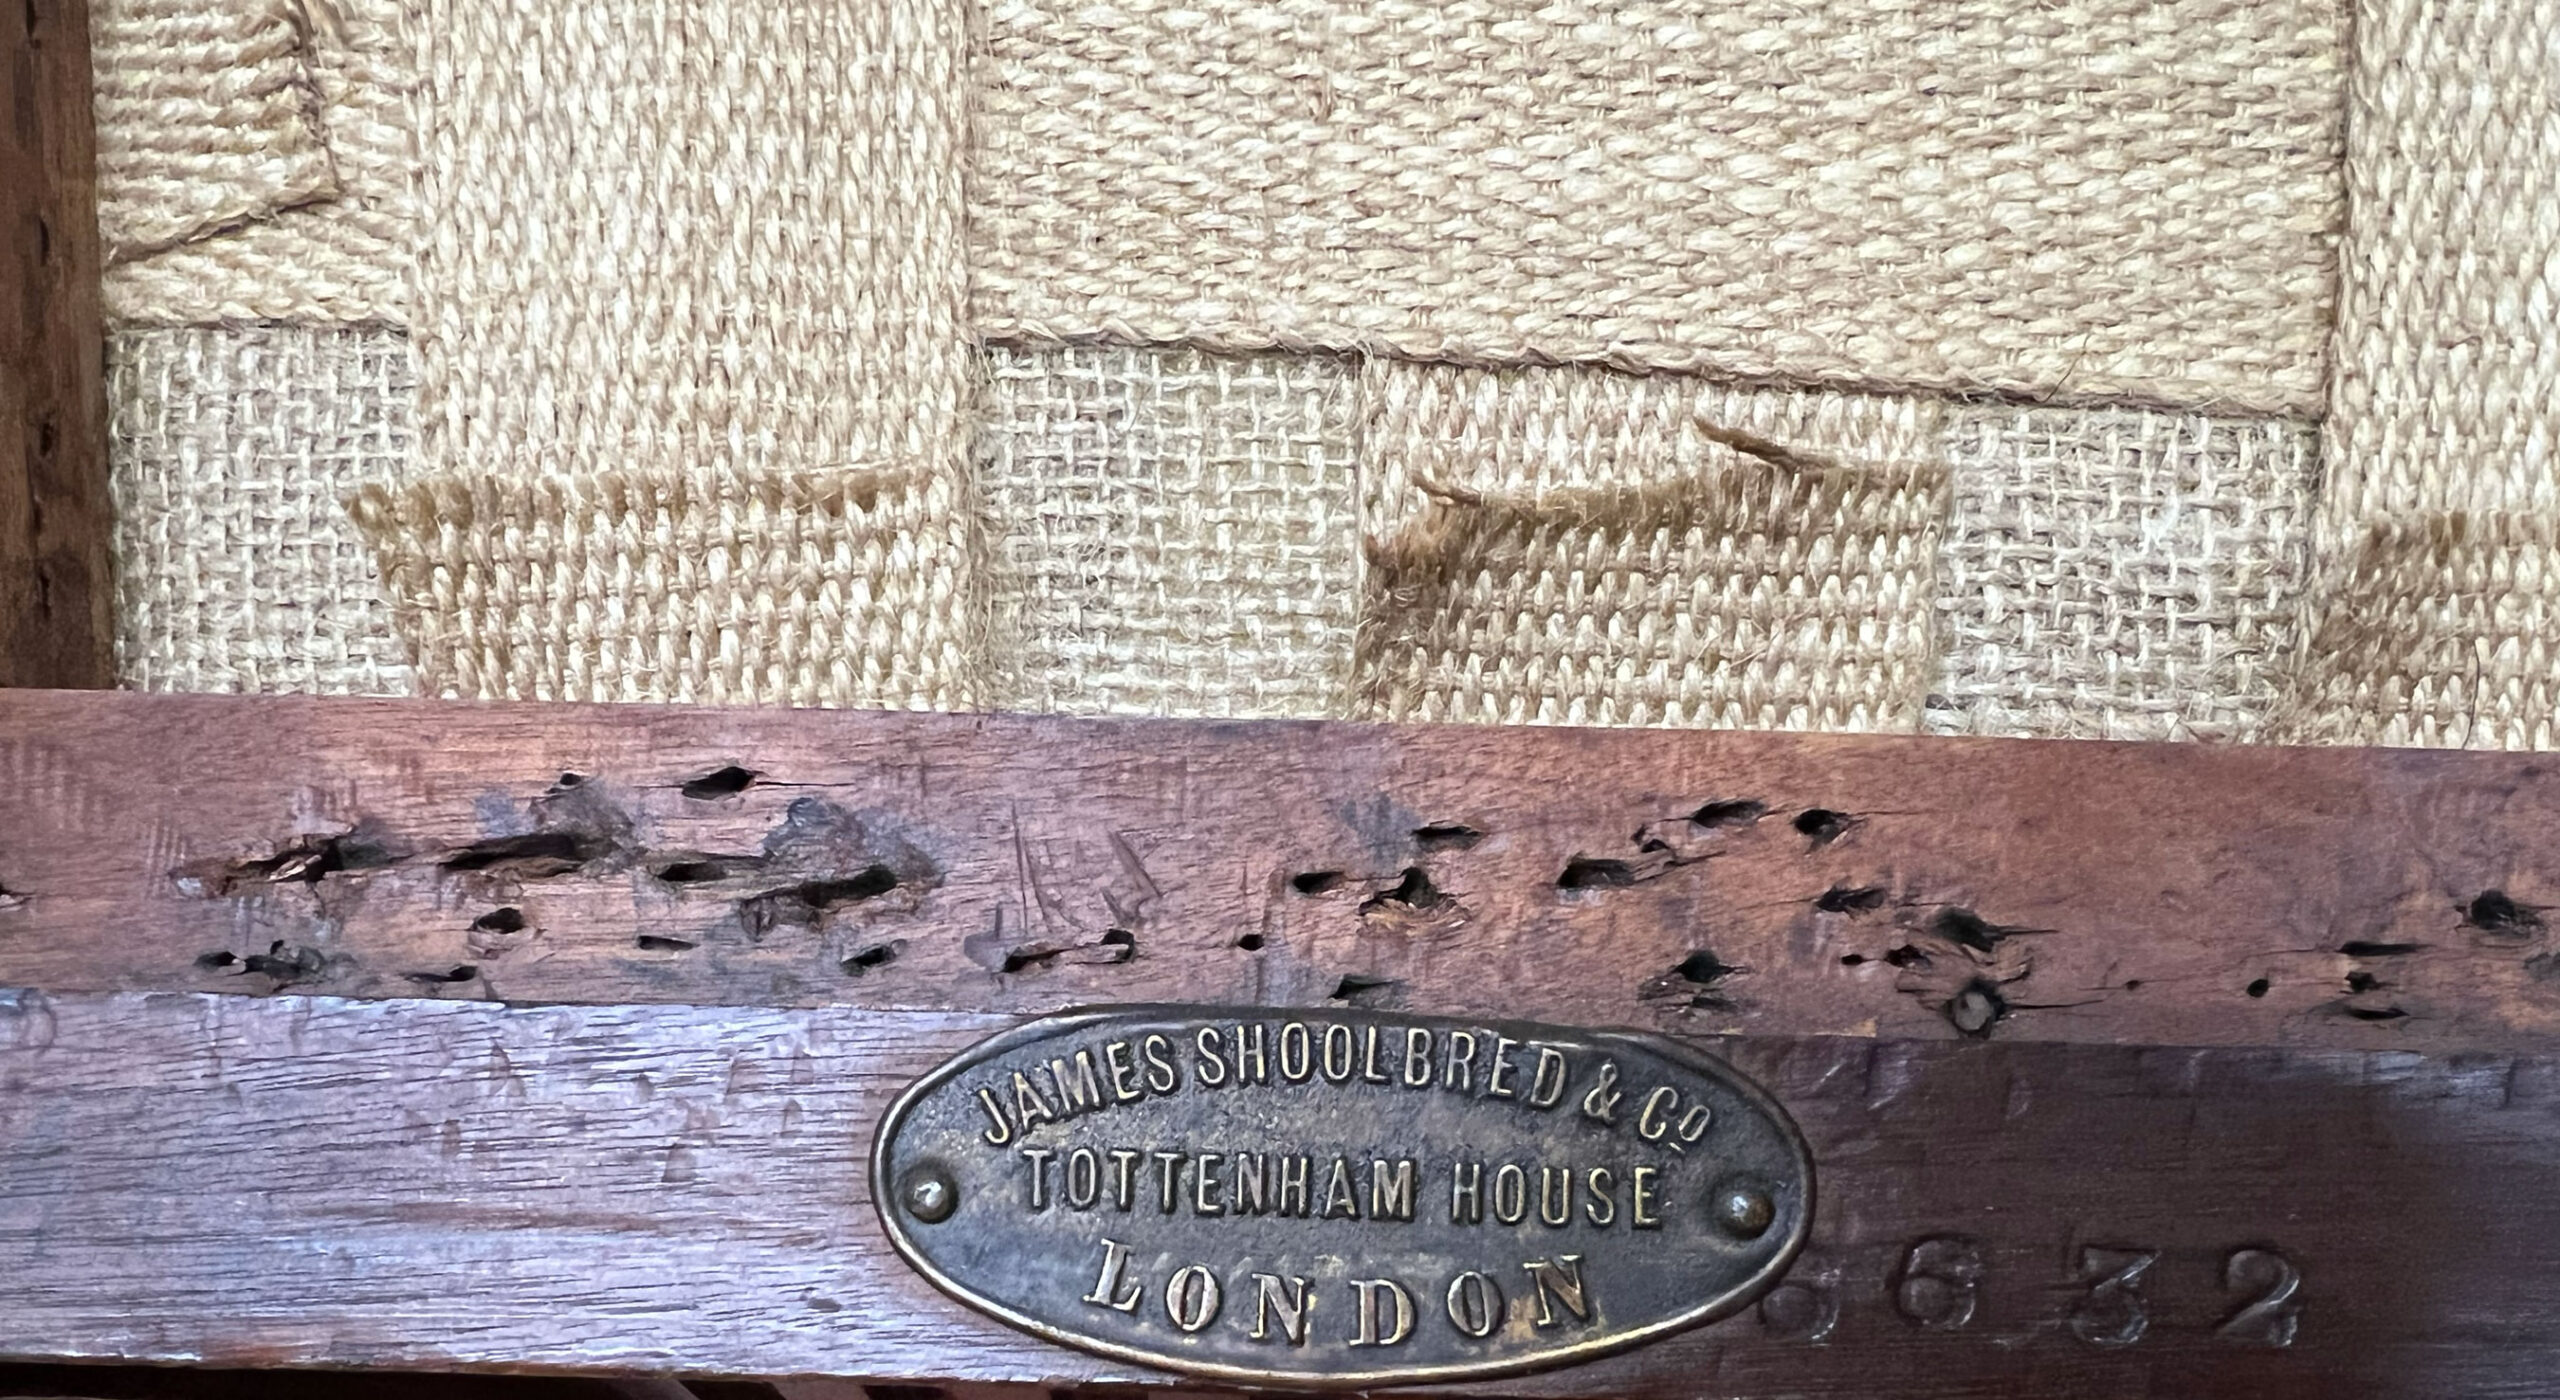 JAMES SHOOLBRED & Co
TOTTENHAM HOUSE
LONDON
632